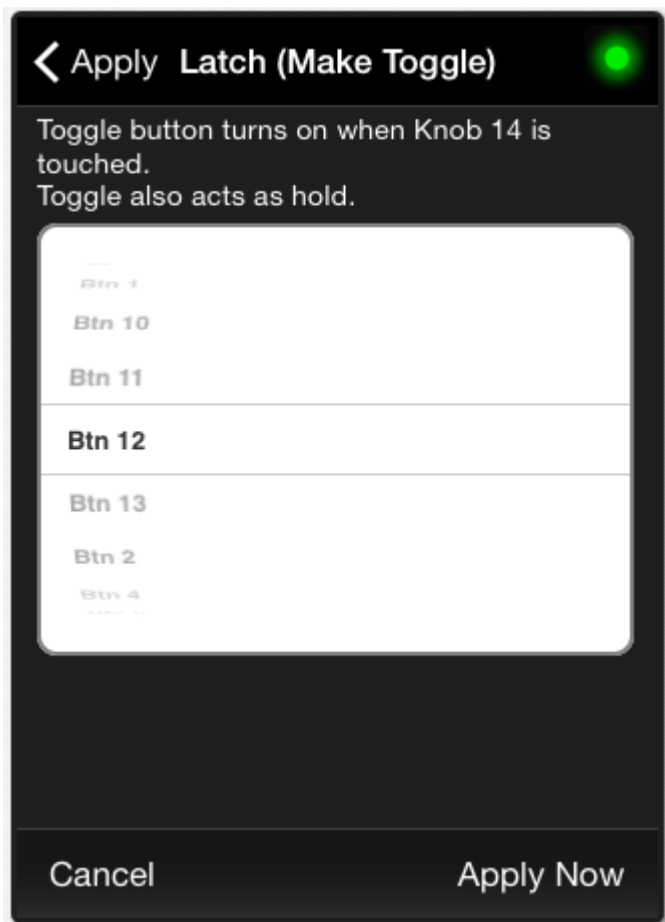 Apply Latch (Make Toggle)
Toggle button turns on when Knob 14 is
touched.
Toggle also acts as hold.
Btn 1
Btn 10
Btn 11
Btn 12
Btn 13
Btn 2
Btn 4
Cancel Apply Now